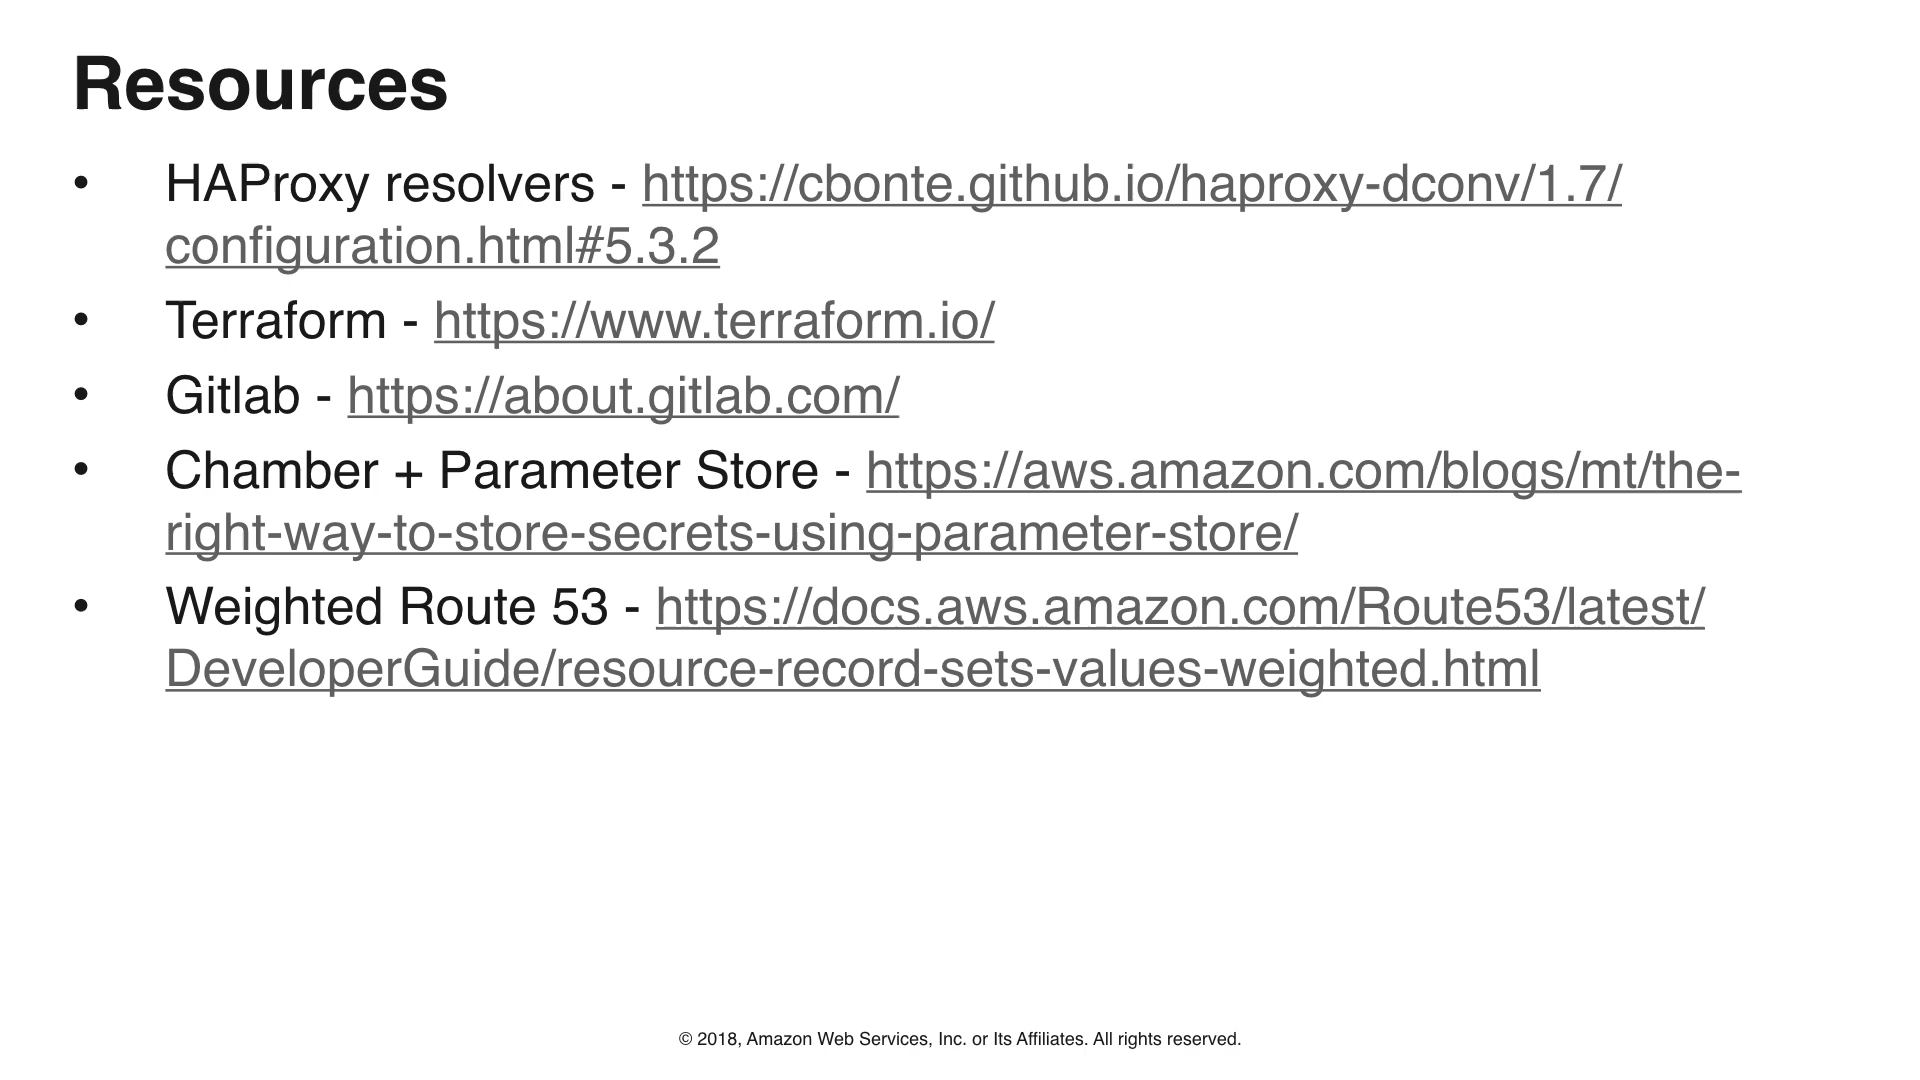 Resources
• HAProxy resolvers - https://cbonte.github.io/haproxy-dconv/1.7/
configuration.html#5.3.2
• Terraform - https://www.terraform.io/
• Gitlab - https://about.gitlab.com/
• Chamber + Parameter Store - https://aws.amazon.com/blogs/mt/the-
right-way-to-store-secrets-using-parameter-store/
• Weighted Route 53 - https://docs.aws.amazon.com/Route53/latest/
DeveloperGuide/resource-record-sets-values-weighted.html
© 2018, Amazon Web Services, Inc. or Its Affiliates. All rights reserved.